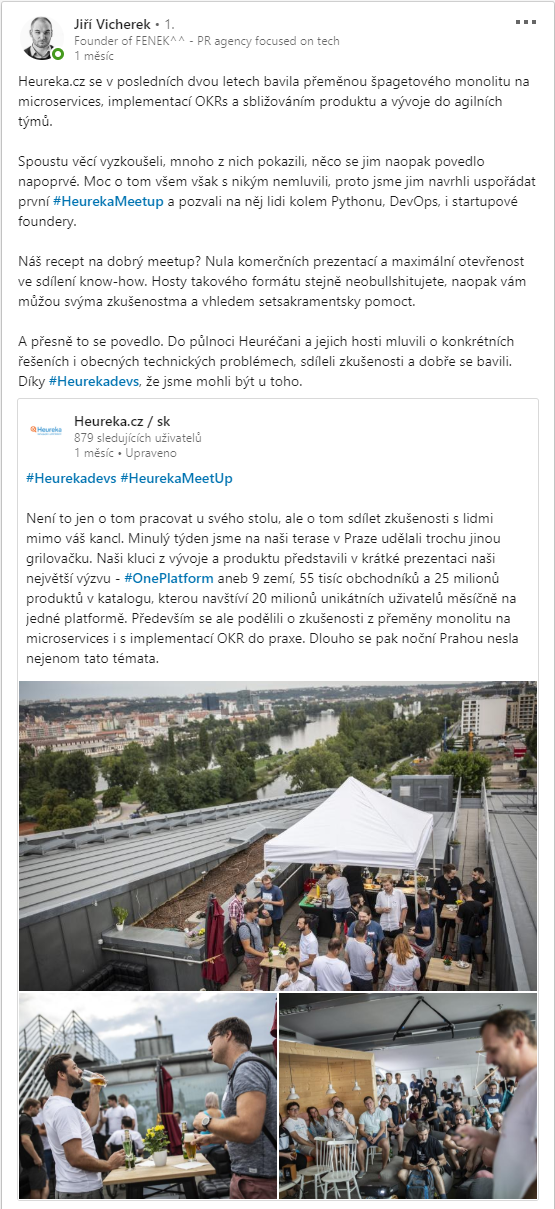 Jiří Vicherek • 1.
Founder of FENEK^^ - PR agency focused on tech
1 měsíc
Heureka.cz se v posledních dvou letech bavila přeměnou špagetového monolitu na
microservices, implementací OKRs a sbližováním produktu a vývoje do agilních
týmů.
Spoustu věcí vyzkoušeli, mnoho z nich pokazili, něco se jim naopak povedlo
napoprvé. Moc o tom všem však s nikým nemluvili, proto jsme jim navrhli uspořádat
první #HeurekaMeetup a pozvali na něj lidi kolem Pythonu, DevOps, i startupové
foundery.
Náš recept na dobrý meetup? Nula komerčních prezentací a maximální otevřenost
ve sdílení know-how. Hosty takového formátu stejně neobullshitujete, naopak vám
můžou svýma zkušenostma a vhledem setsakramentsky pomoct.
A přesně to se povedlo. Do půlnoci Heuréčani a jejich hosti mluvili o konkrétních
řešeních i obecných technických problémech, sdíleli zkušenosti a dobře se bavili.
Díky #Heurekadevs, že jsme mohli být u toho.
Heureka
Heureka.cz / sk
879 sledujících uživatelů
1 měsíc • Upraveno
#Heurekadevs #HeurekaMeetUp
Není to jen o tom pracovat u svého stolu, ale o tom sdílet zkušenosti s lidmi
mimo váš kancl. Minulý týden jsme na naši terase v Praze udělali trochu jinou
grilovačku. Naši kluci z vývoje a produktu představili v krátké prezentaci naši
největší výzvu - #OnePlatform aneb 9 zemí, 55 tisíc obchodníků a 25 milionů
produktů v katalogu, kterou navštíví 20 milionů unikátních uživatelů měsíčně na
jedné platformě. Především se ale podělili o zkušenosti z přeměny monolitu na
microservices i s implementací OKR do praxe. Dlouho se pak noční Prahou nesla
nejenom tato témata.